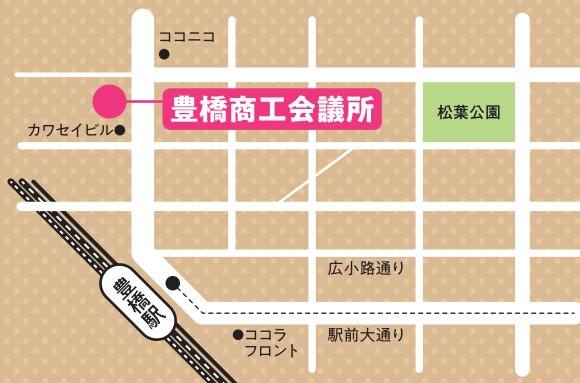 ココニコ
豊橋商工会議所
松葉公園
カワセイビル
広小路通り
豊橋駅
ココラ
フロント
駅前大通り